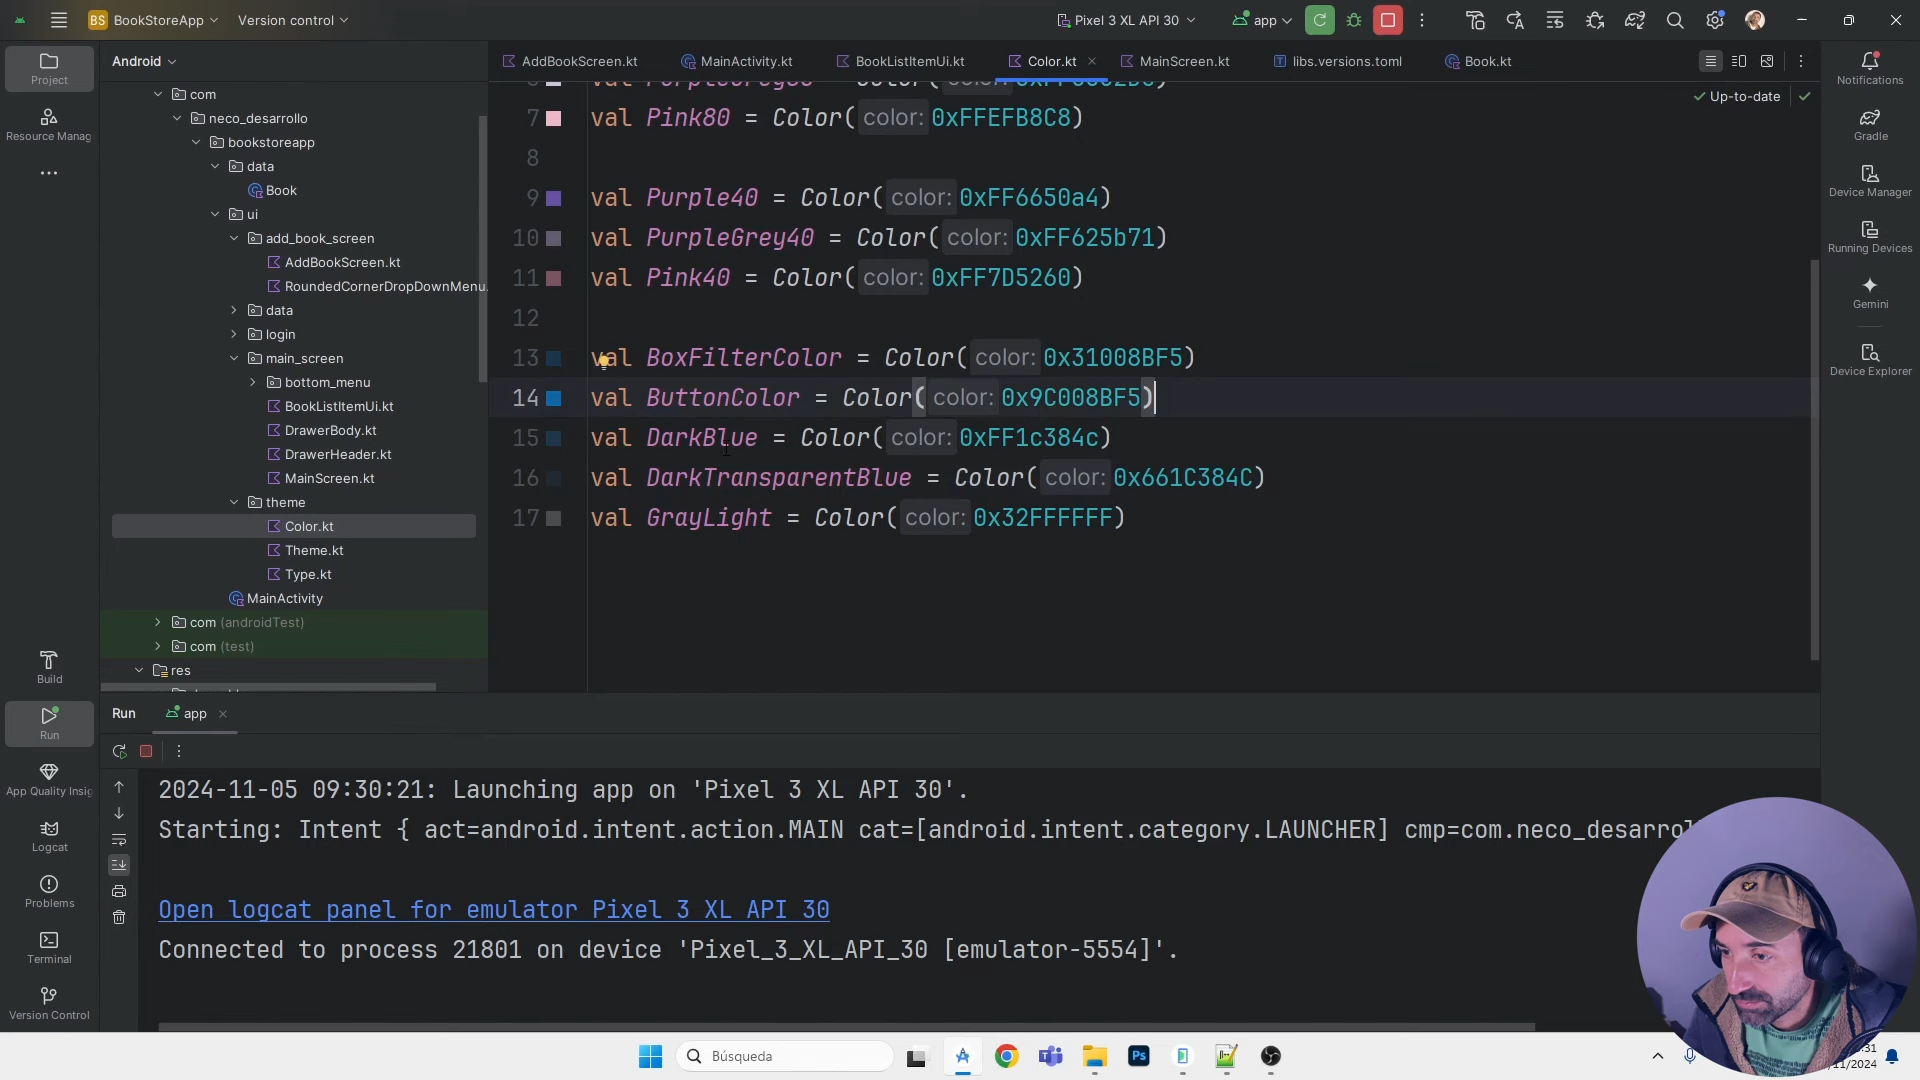 BS BookStoreApp Version control Pixel 3 XL API 30 app
Project
Resource Manag
Build
Run
App Quality Insig
Logcat
Problems
Terminal
Version Control
Android
com
neco_desarrollo
bookstoreapp
data
Book
ui
add_book_screen
AddBookScreen.kt
RoundedCornerDropDownMenu.
data
login
main_screen
bottom_menu
BookListItemUi.kt
DrawerBody.kt
DrawerHeader.kt
MainScreen.kt
theme
Color.kt
Theme.kt
Type.kt
MainActivity
com (androidTest)
com (test)
res
AddBookScreen.kt MainActivity.kt BookListItemUi.kt Color.kt MainScreen.kt libs.versions.toml Book.kt
Up-to-date
7 val Pink80 = Color( color: 0xFFEFB8C8)
8
9 val Purple40 = Color( color: 0xFF6650a4)
10 val PurpleGrey40 = Color( color: 0xFF625b71)
11 val Pink40 = Color( color: 0xFF7D5260)
12
13 val BoxFilterColor = Color( color: 0x31008BF5)
14 val ButtonColor = Color( color: 0x9C008BF5)
15 val DarkBlue = Color( color: 0xFF1c384c)
16 val DarkTransparentBlue = Color( color: 0x661C384C)
17 val GrayLight = Color( color: 0x32FFFFFF)
Notifications
Gradle
Device Manager
Running Devices
Gemini
Device Explorer
Run app
2024-11-05 09:30:21: Launching app on 'Pixel 3 XL API 30'.
Starting: Intent { act=android.intent.action.MAIN cat=[android.intent.category.LAUNCHER] cmp=com.neco_desarrol
Open logcat panel for emulator Pixel 3 XL API 30
Connected to process 21801 on device 'Pixel_3_XL_API_30 [emulator-5554]'.
Búsqueda
Ps
:31
/11/2024